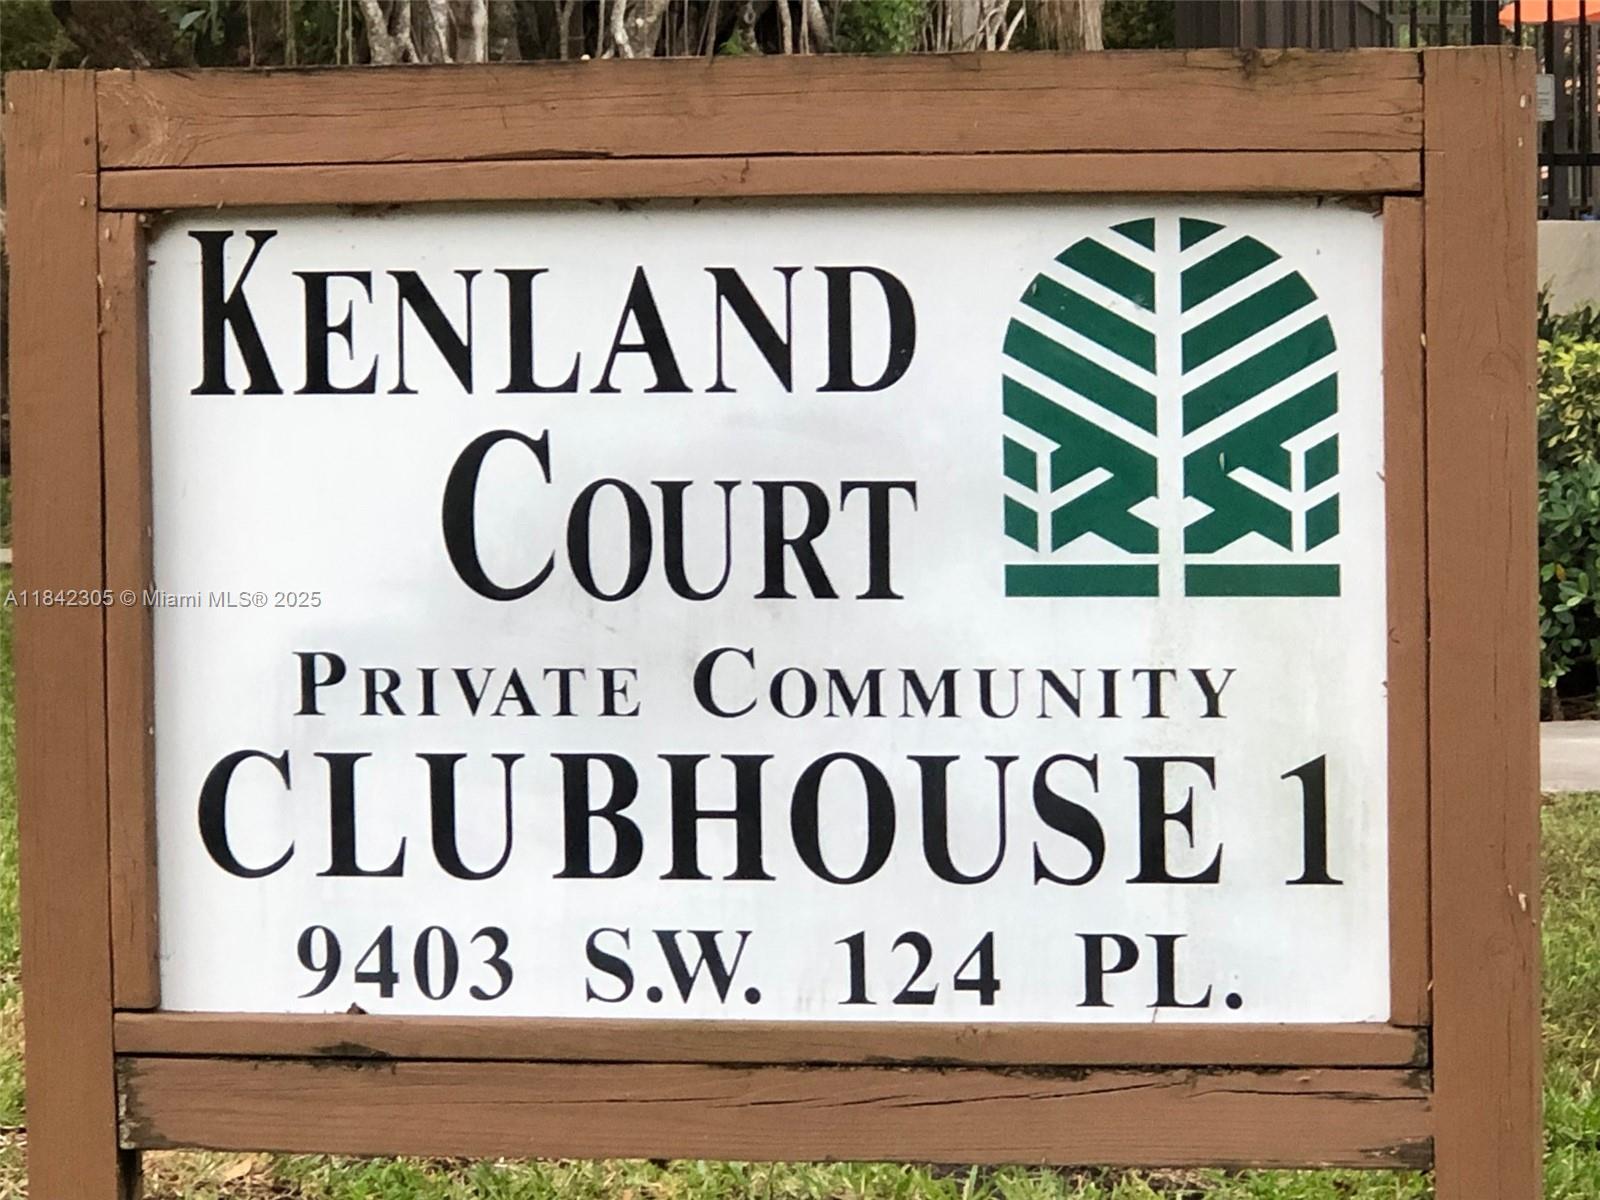 KENLAND
COURT
PRIVATE COMMUNITY
CLUBHOUSE 1
9403 S.W. 124 PL.
A11842305 © Miami MLS® 2025